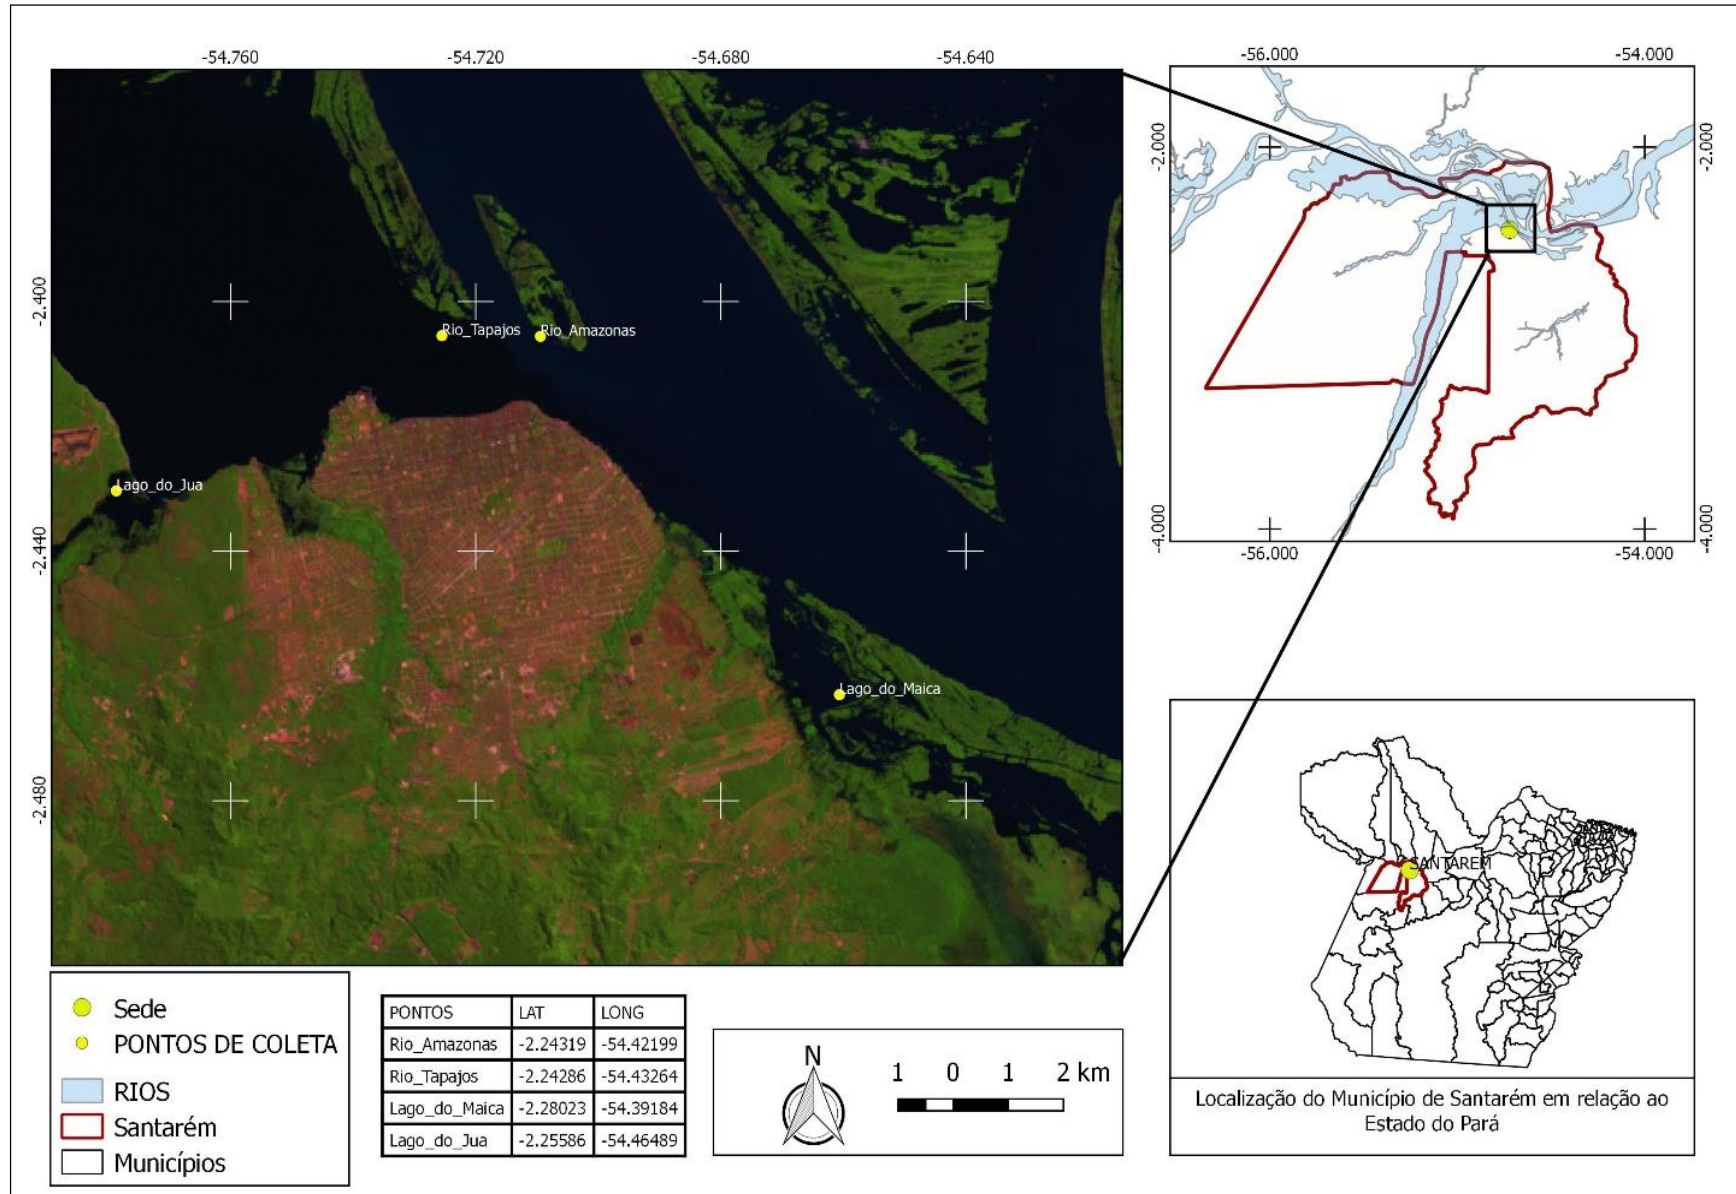 -54.760 -54.720 -54.680 -54.640
-2.400
-2.440
-2.480
Rio_Tapajos
Rio_Amazonas
Lago_do_Jua
Lago_do_Maica
-56.000 -54.000
-2.000 -2.000
-4.000 -4.000
-56.000 -54.000
SANTAREM
Localização do Município de Santarém em relação ao
Estado do Pará
Sede
PONTOS DE COLETA
RIOS
Santarém
Municípios
PONTOS LAT LONG
Rio_Amazonas -2.24319 -54.42199
Rio_Tapajos -2.24286 -54.43264
Lago_do_Maica -2.28023 -54.39184
Lago_do_Jua -2.25586 -54.46489
N
1 0 1 2 km